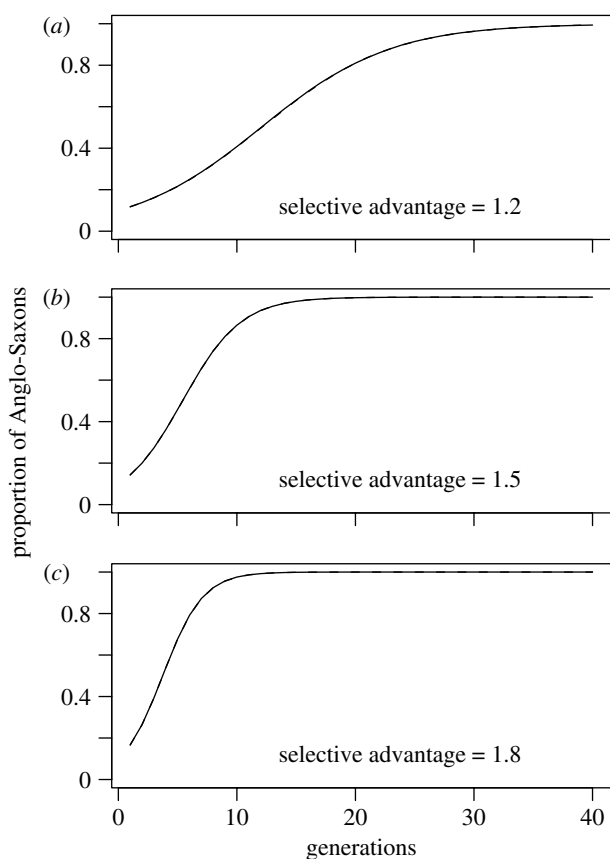 (a)
0.8
0.4
0
selective advantage = 1.2
(b)
0.8
0.4
0
selective advantage = 1.5
(c)
0.8
0.4
0
selective advantage = 1.8
proportion of Anglo-Saxons
0 10 20 30 40
generations